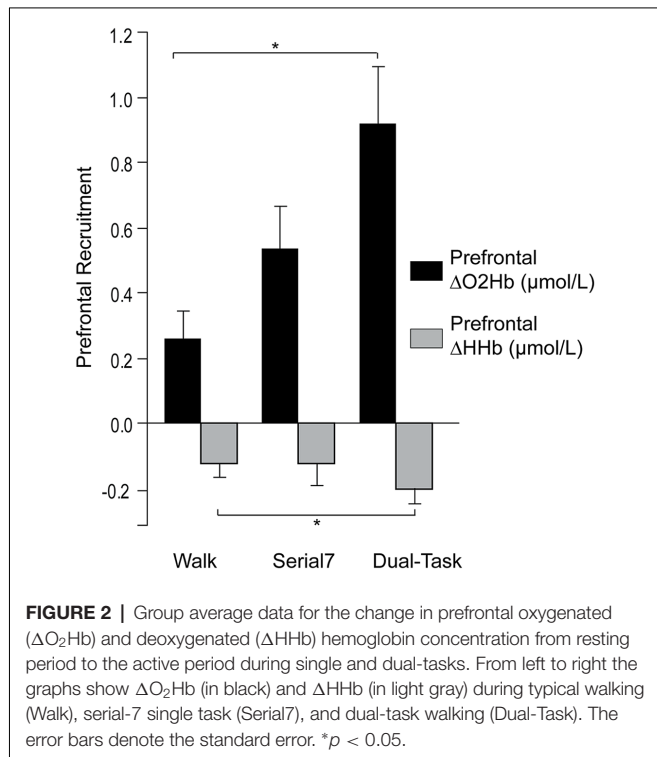 1.2
1.0
0.8
0.6
0.4
0.2
0.0
-0.2
Prefrontal Recruitment
*
*
Prefrontal
ΔO2Hb (µmol/L)
Prefrontal
ΔHHb (µmol/L)
Walk Serial7 Dual-Task
FIGURE 2 | Group average data for the change in prefrontal oxygenated
(ΔO₂Hb) and deoxygenated (ΔHHb) hemoglobin concentration from resting
period to the active period during single and dual-tasks. From left to right the
graphs show ΔO₂Hb (in black) and ΔHHb (in light gray) during typical walking
(Walk), serial-7 single task (Serial7), and dual-task walking (Dual-Task). The
error bars denote the standard error. *p < 0.05.